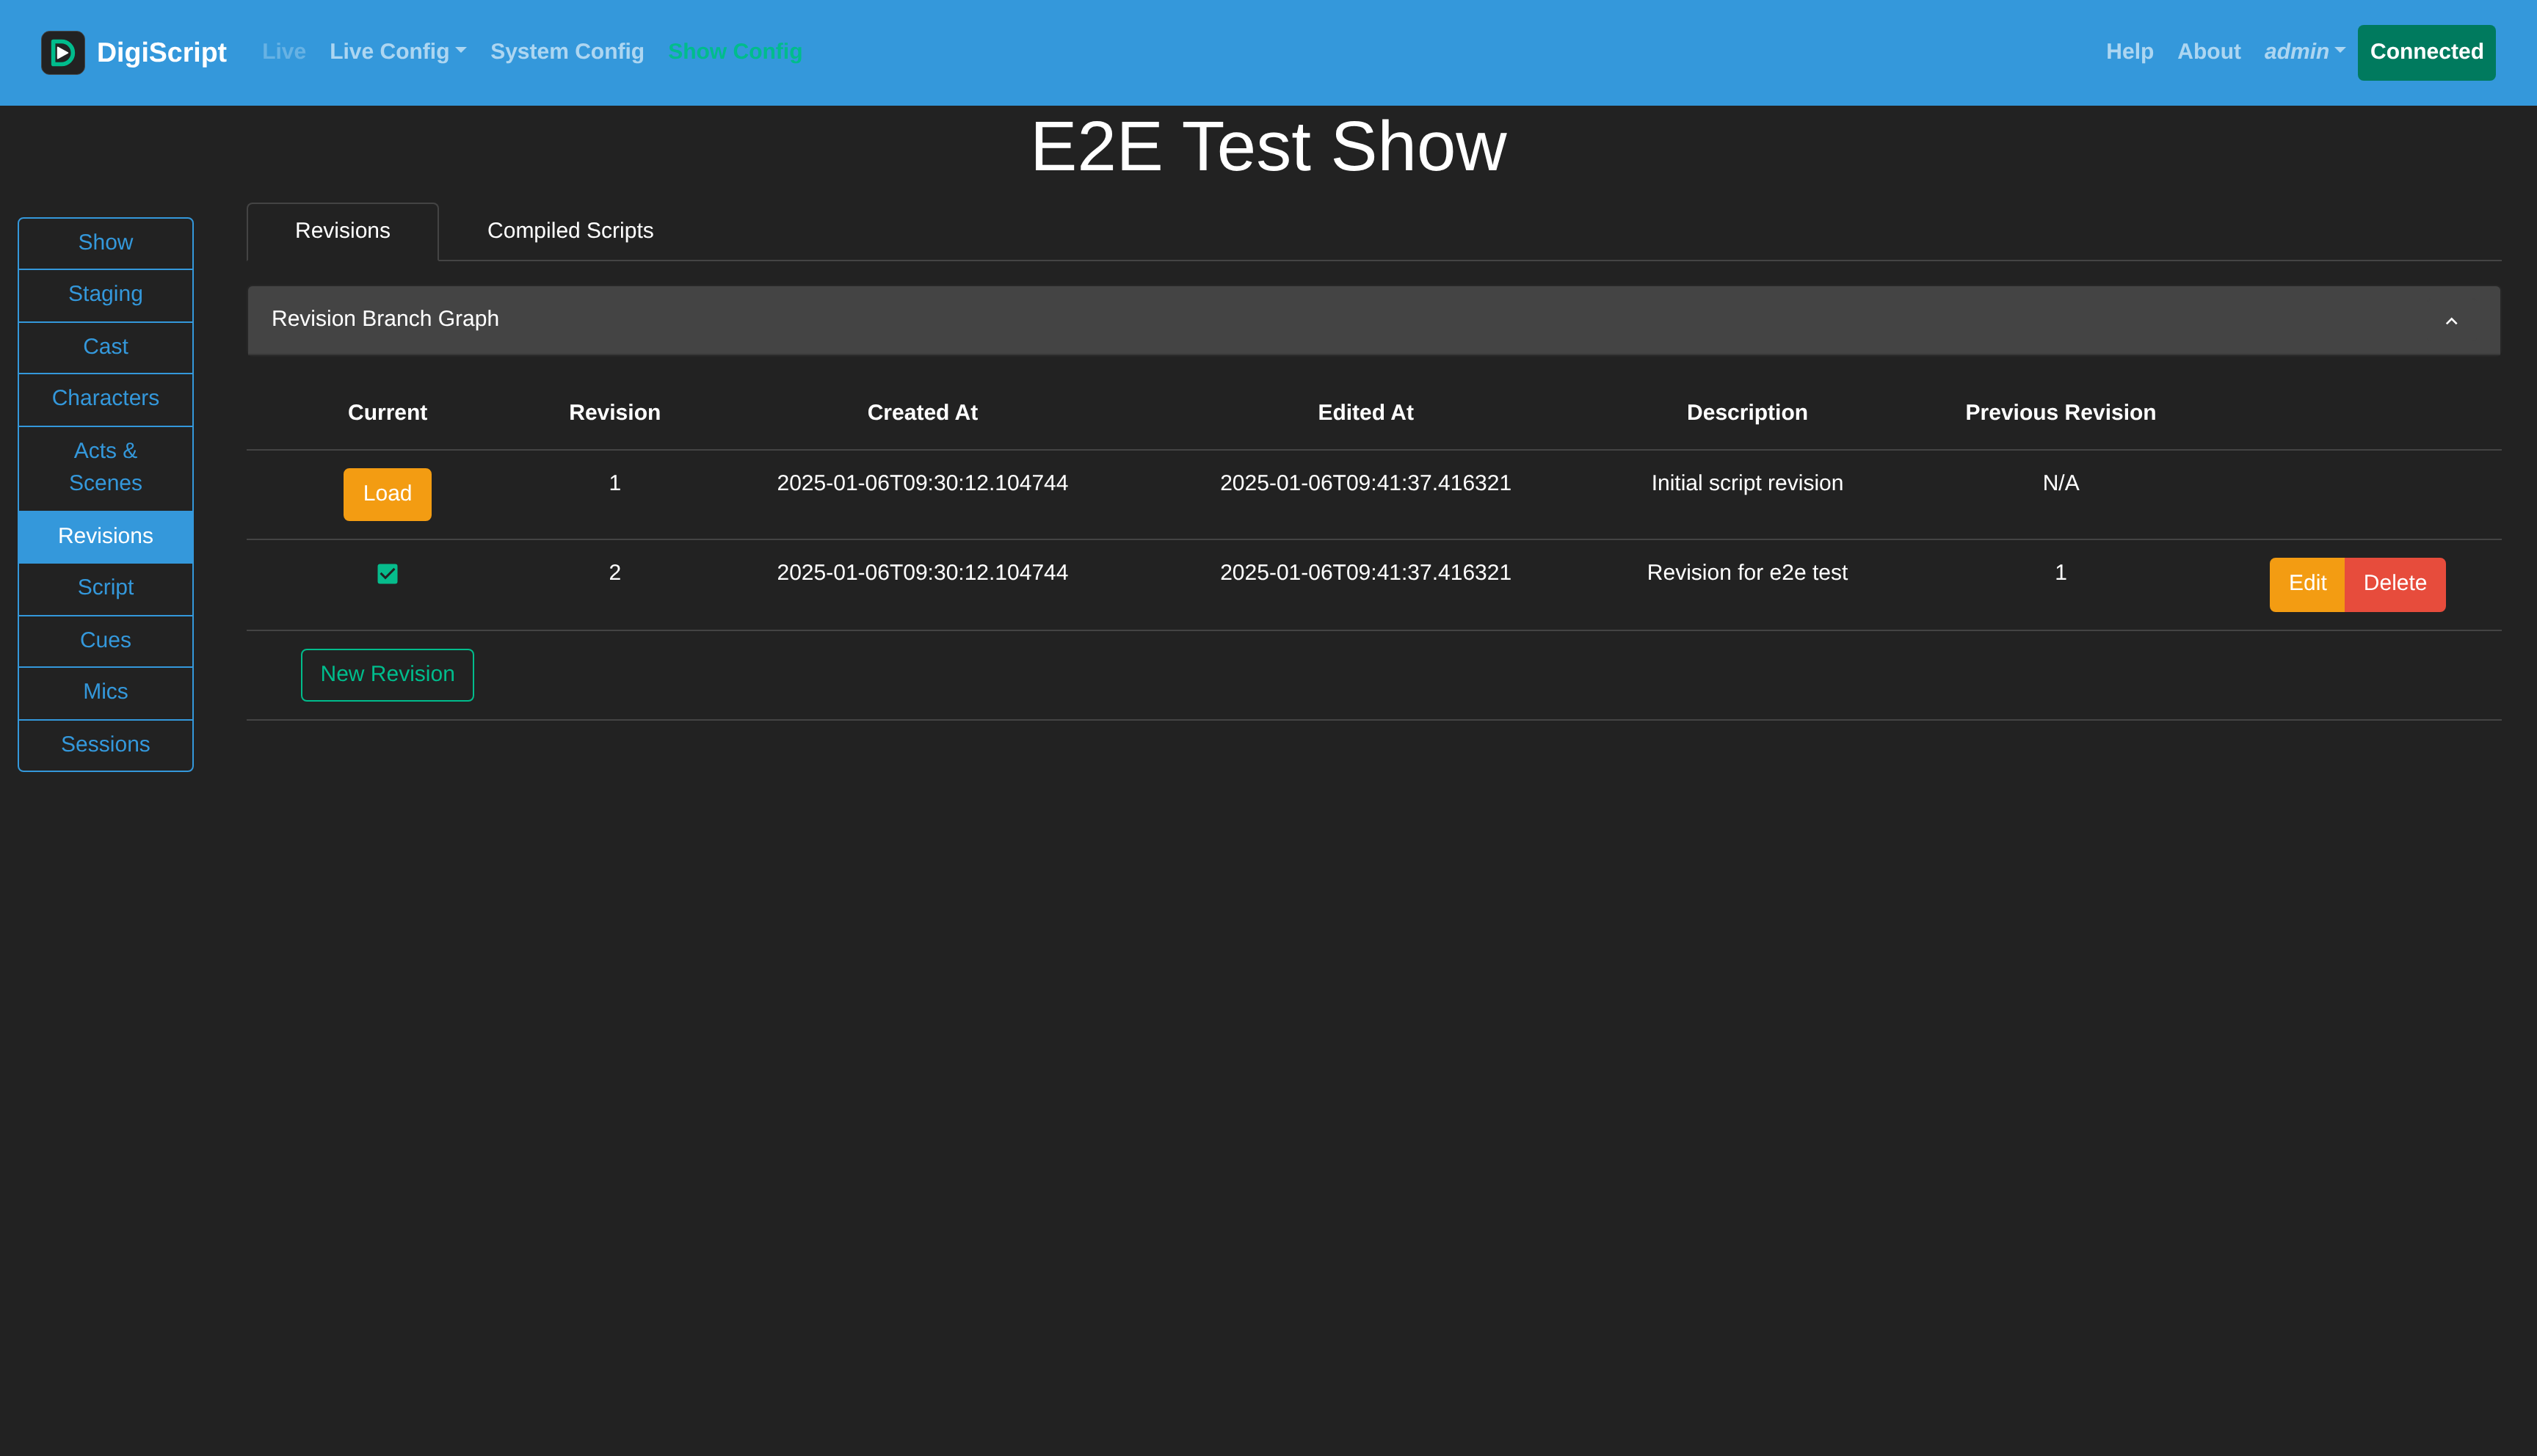 DigiScript Live Live Config System Config Show Config Help About admin Connected
E2E Test Show
Show
Staging
Cast
Characters
Acts &
Scenes
Revisions
Script
Cues
Mics
Sessions
Revisions Compiled Scripts
Revision Branch Graph
Current Revision Created At Edited At Description Previous Revision
Load 1 2025-01-06T09:30:12.104744 2025-01-06T09:41:37.416321 Initial script revision N/A
2 2025-01-06T09:30:12.104744 2025-01-06T09:41:37.416321 Revision for e2e test 1 Edit Delete
New Revision